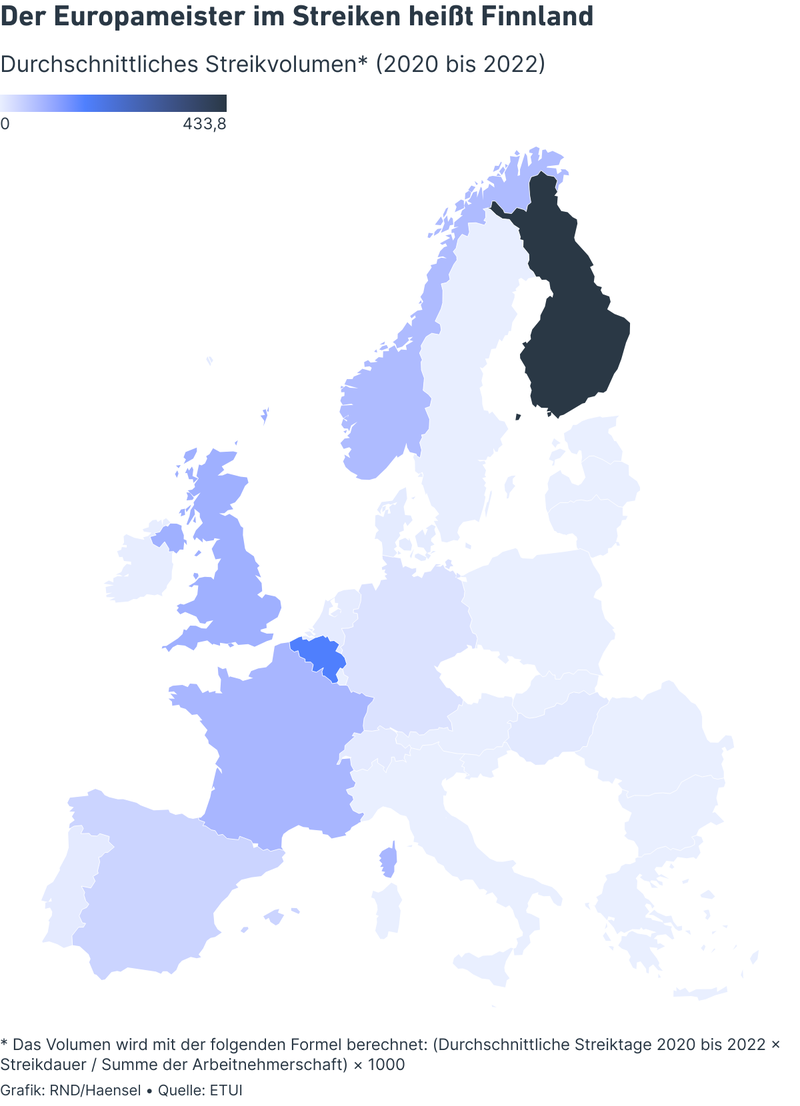 Der Europameister im Streiken heißt Finnland
Durchschnittliches Streikvolumen* (2020 bis 2022)
0
433,8
* Das Volumen wird mit der folgenden Formel berechnet: (Durchschnittliche Streiktage 2020 bis 2022 ×
Streikdauer / Summe der Arbeitnehmerschaft) × 1000
Grafik: RND/Haensel • Quelle: ETUI